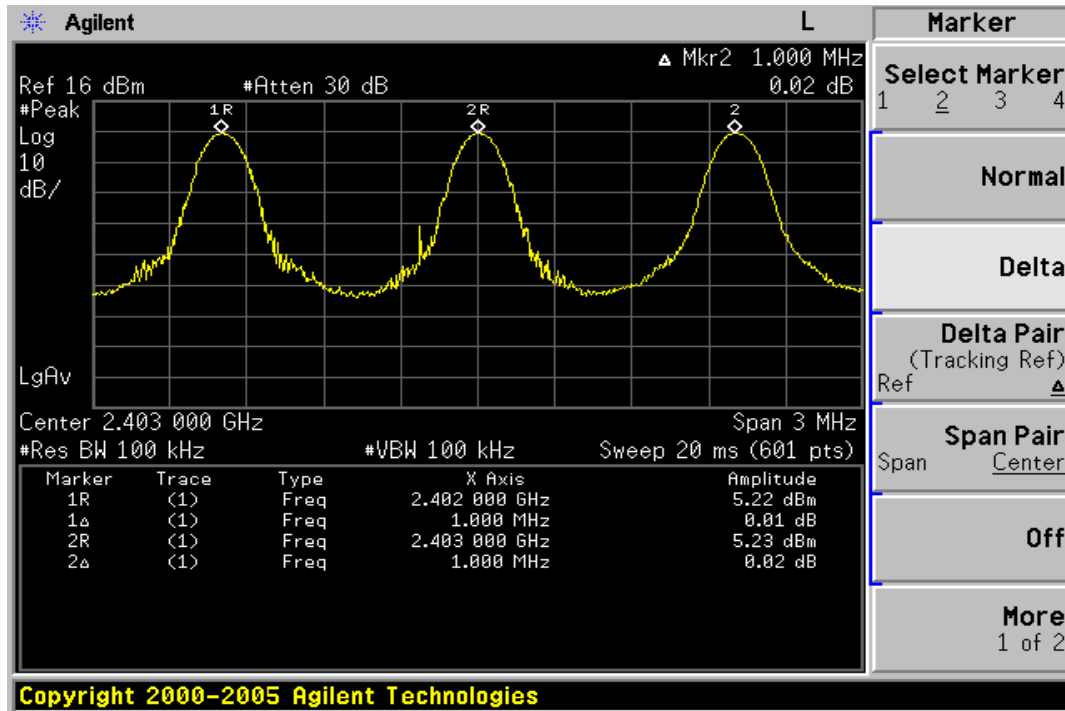 Agilent L Marker
△ Mkr2 1.000 MHz
Ref 16 dBm #Atten 30 dB 0.02 dB
#Peak
Log
10
dB/
1R 2R 2
LgAv
Center 2.403 000 GHz Span 3 MHz
#Res BW 100 kHz #VBW 100 kHz Sweep 20 ms (601 pts)
Marker Trace Type X Axis Amplitude
1R (1) Freq 2.402 000 GHz 5.22 dBm
1△ (1) Freq 1.000 MHz 0.01 dB
2R (1) Freq 2.403 000 GHz 5.23 dBm
2△ (1) Freq 1.000 MHz 0.02 dB
Select Marker
1 2 3 4
Normal
Delta
Delta Pair
(Tracking Ref)
Ref △
Span Pair
Span Center
Off
More
1 of 2
Copyright 2000-2005 Agilent Technologies